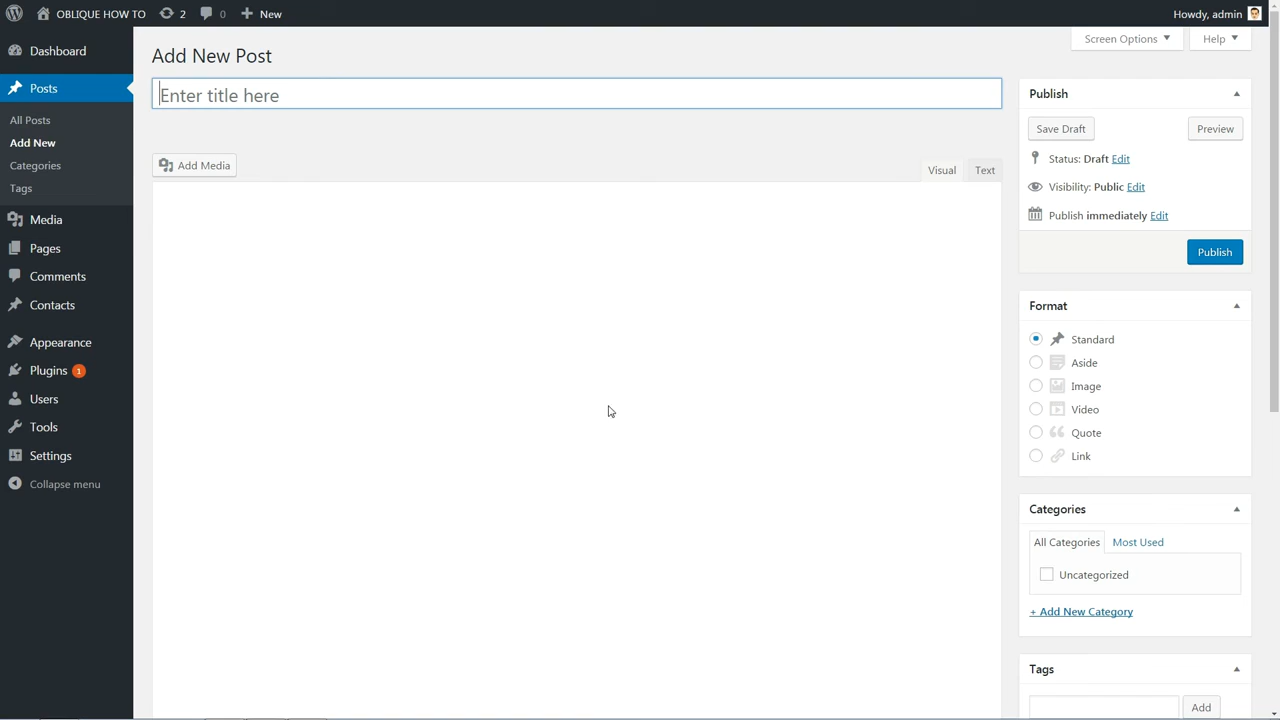 OBLIQUE HOW TO 2 0 New Howdy, admin
Screen Options Help
Dashboard
Posts
All Posts
Add New
Categories
Tags
Media
Pages
Comments
Contacts
Appearance
Plugins 1
Users
Tools
Settings
Collapse menu
Add New Post
Enter title here
Add Media
Visual Text
Publish
Save Draft Preview
Status: Draft Edit
Visibility: Public Edit
Publish immediately Edit
Publish
Format
Standard
Aside
Image
Video
Quote
Link
Categories
All Categories Most Used
Uncategorized
+ Add New Category
Tags
Add